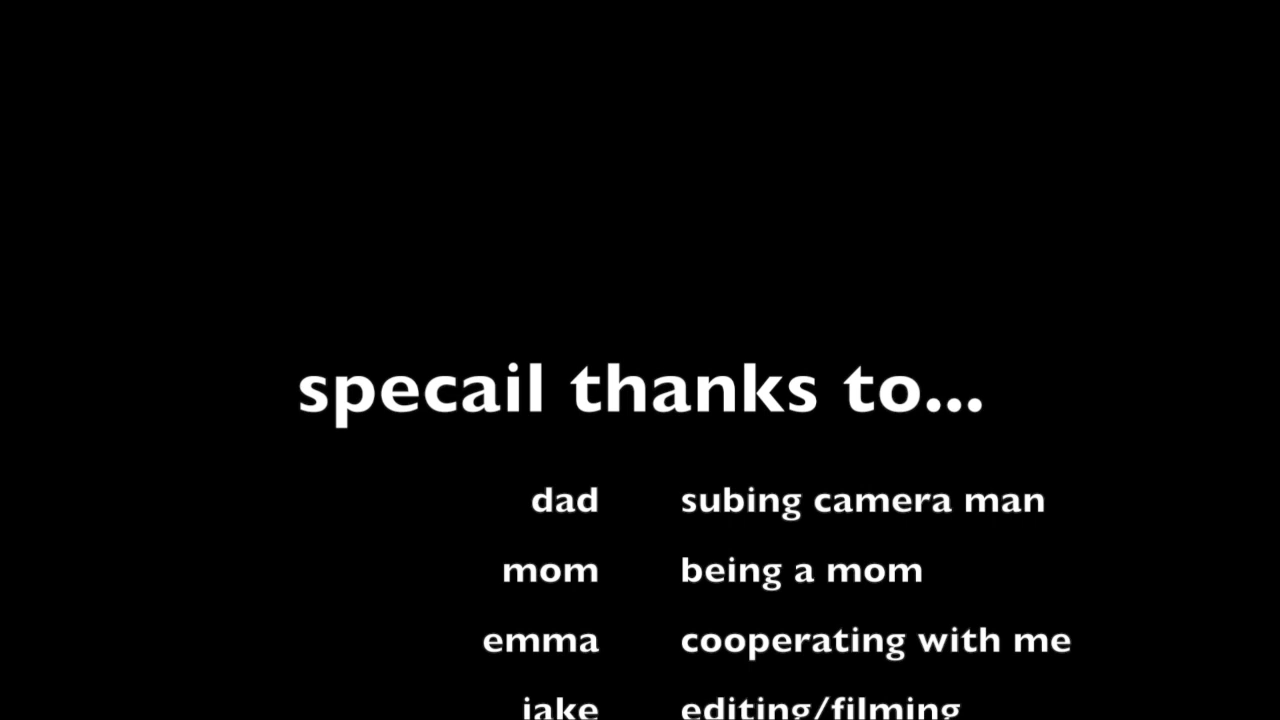 specail thanks to...
dad subing camera man
mom being a mom
emma cooperating with me
jake editing/filming